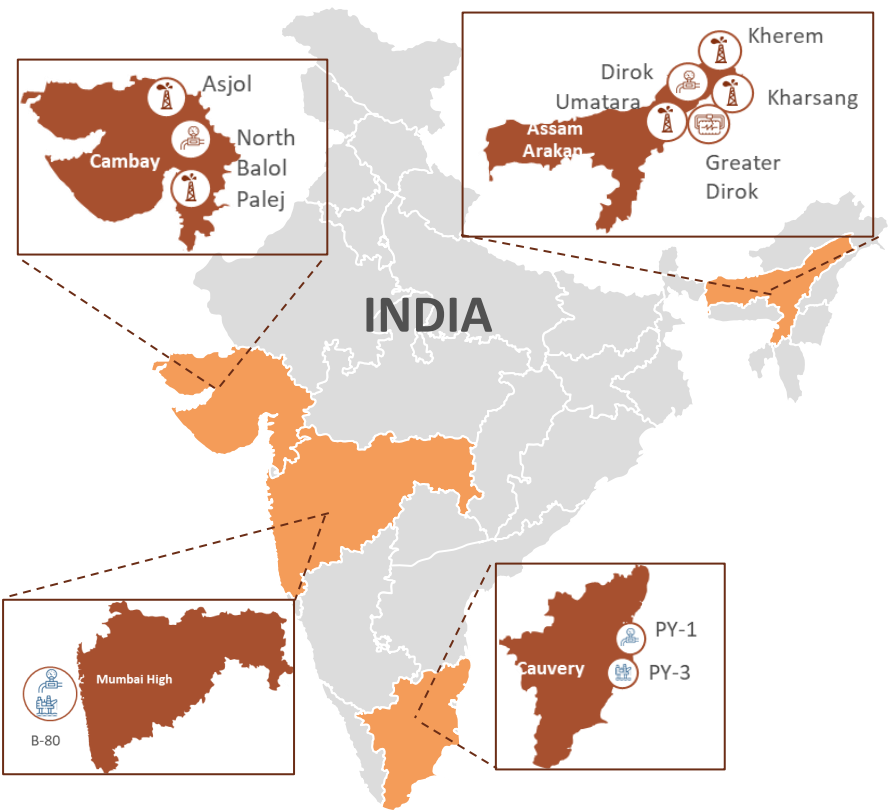 Kherem
Dirok
Umatara
Kharsang
Assam
Arakan
Greater
Dirok
Asjol
North
Balol
Cambay
Palej
INDIA
Mumbai High
B-80
PY-1
Cauvery
PY-3